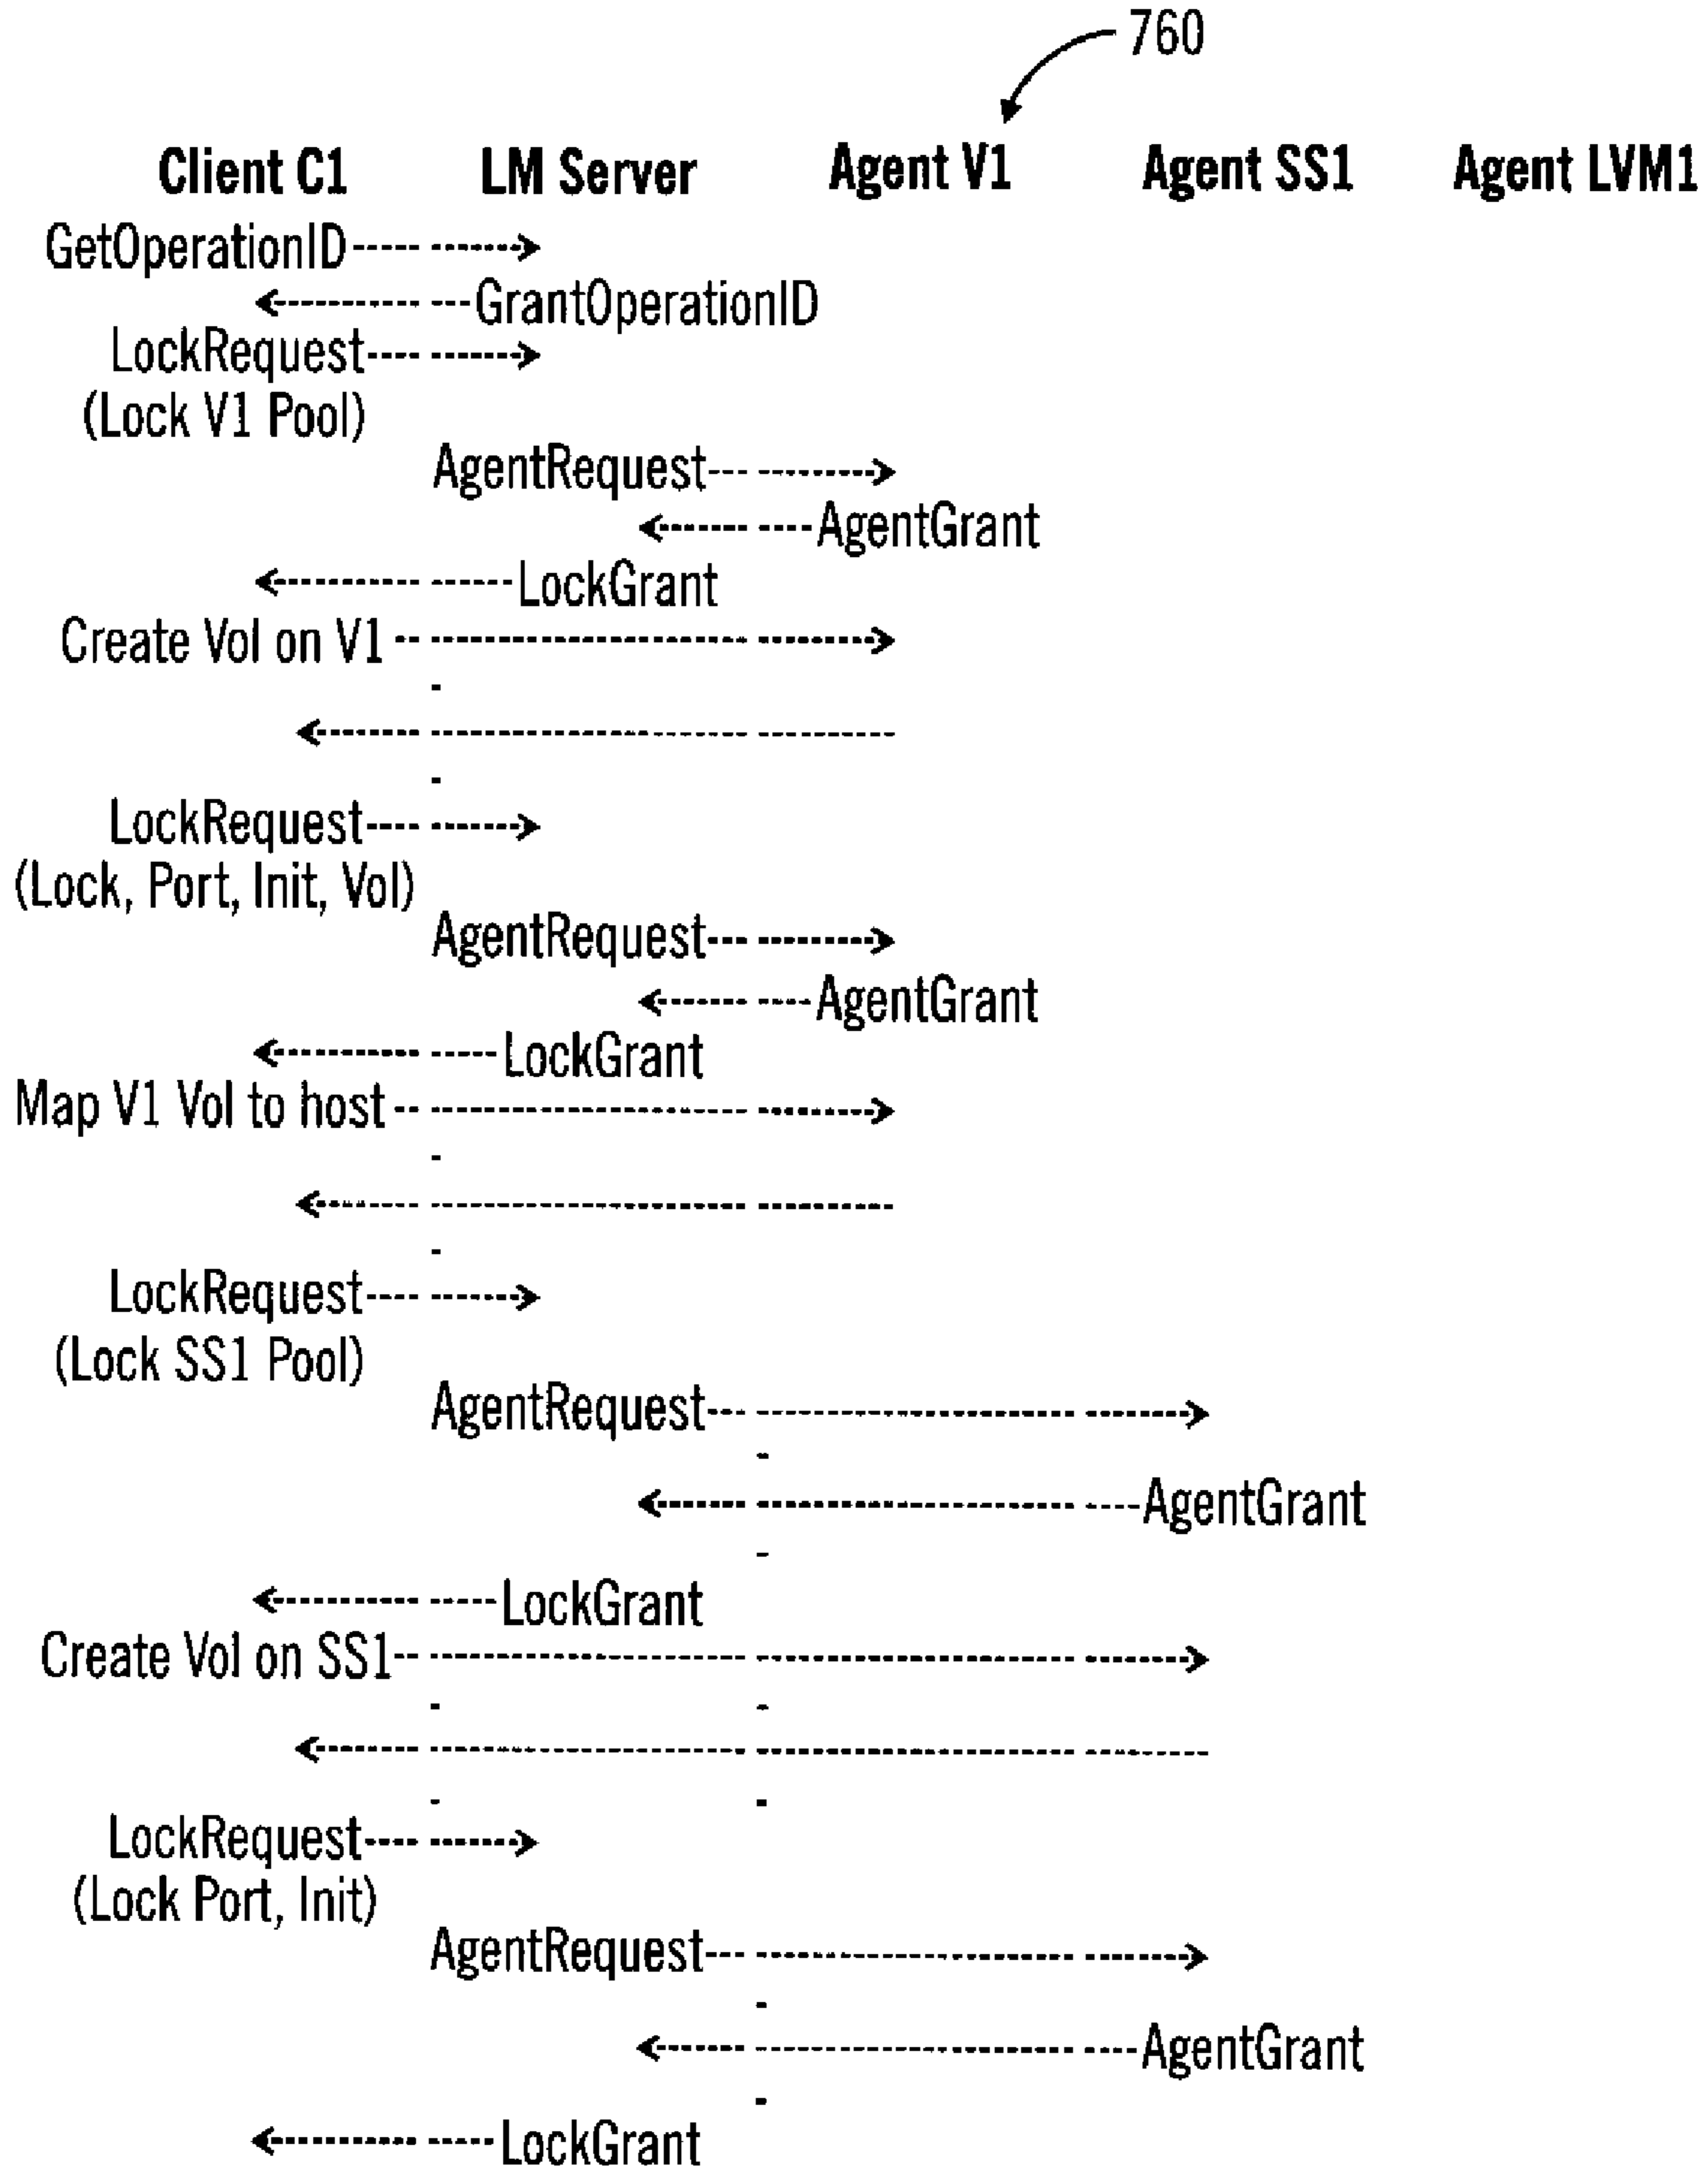 760
Client C1 LM Server Agent V1 Agent SS1 Agent LVM1
GetOperationID
GrantOperationID
LockRequest
(Lock V1 Pool)
AgentRequest
AgentGrant
LockGrant
Create Vol on V1
LockRequest
(Lock, Port, Init, Vol)
AgentRequest
AgentGrant
LockGrant
Map V1 Vol to host
LockRequest
(Lock SS1 Pool)
AgentRequest
AgentGrant
LockGrant
Create Vol on SS1
LockRequest
(Lock Port, Init)
AgentRequest
AgentGrant
LockGrant